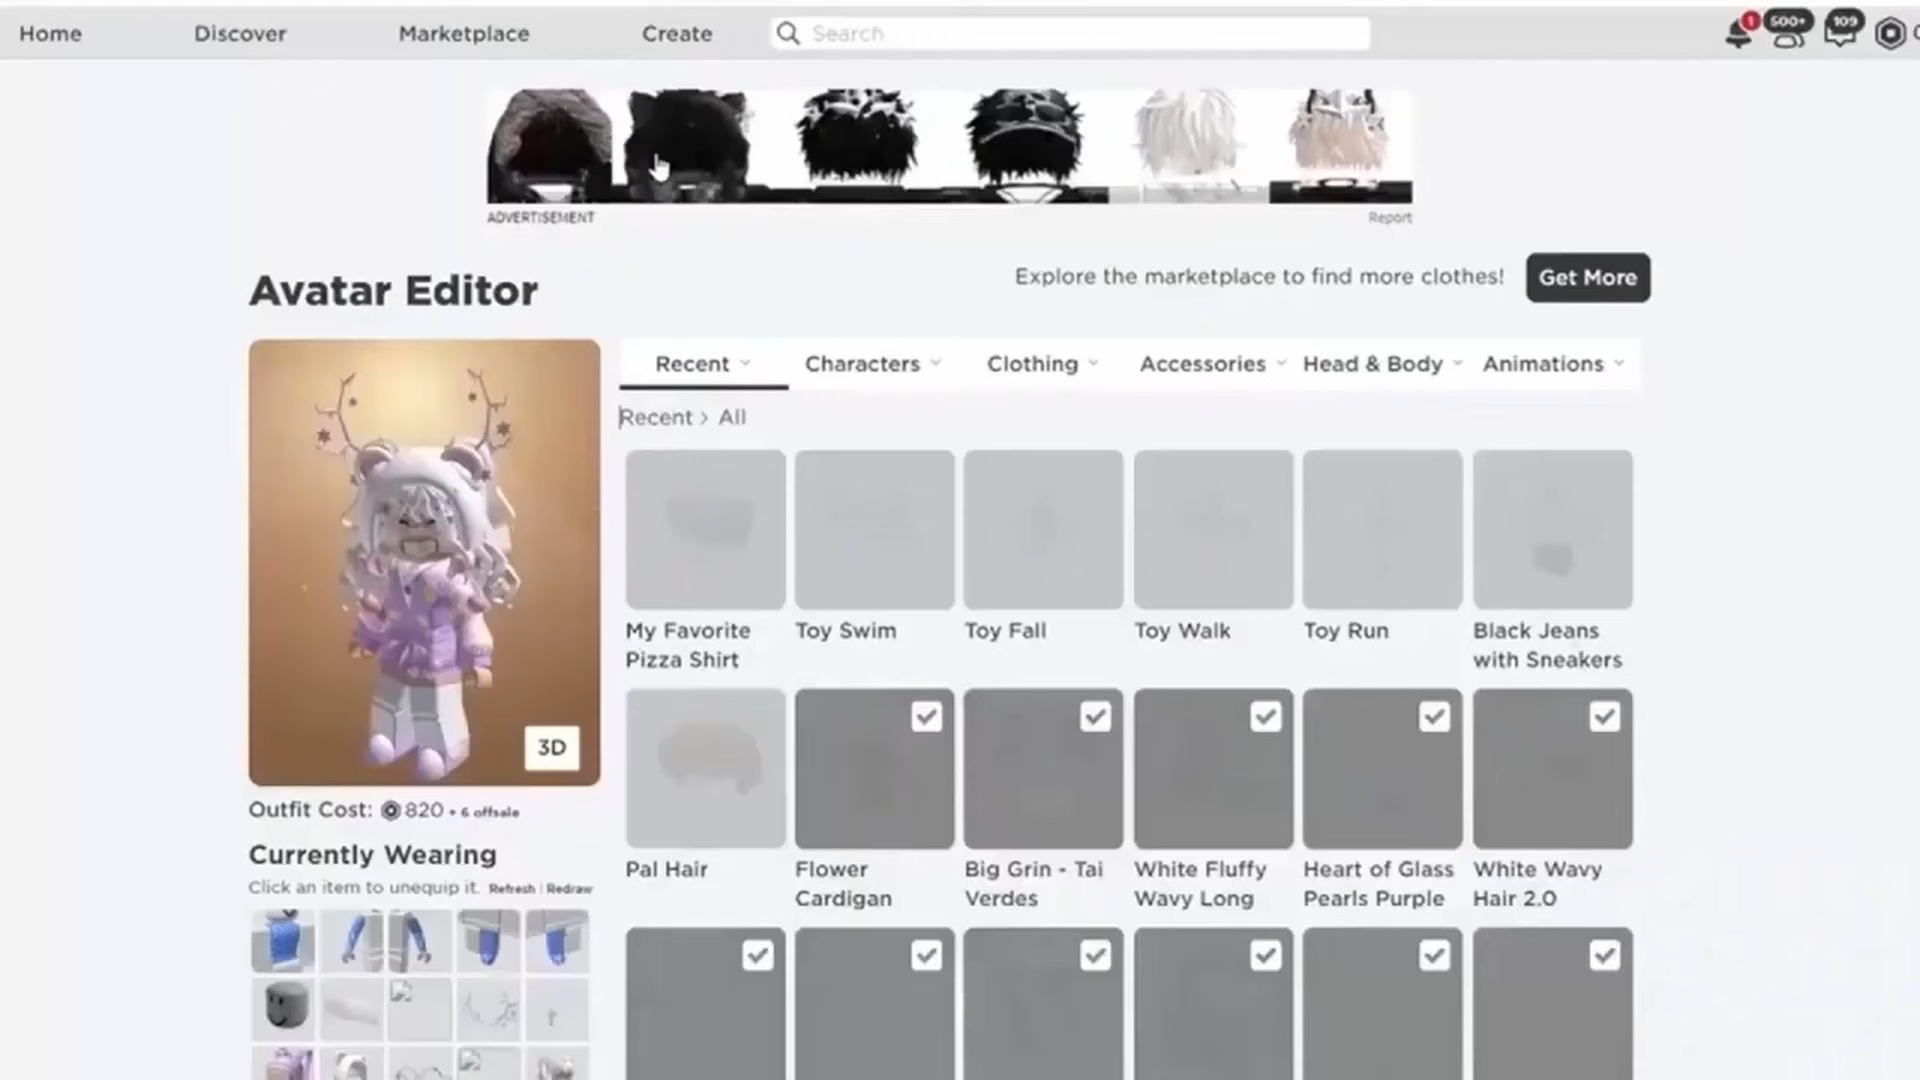 Home Discover Marketplace Create Search 1 500+ 109
ADVERTISEMENT Report
Avatar Editor
Explore the marketplace to find more clothes! Get More
Recent Characters Clothing Accessories Head & Body Animations
Recent > All
3D
My Favorite Pizza Shirt
Toy Swim
Toy Fall
Toy Walk
Toy Run
Black Jeans with Sneakers
Pal Hair
Flower Cardigan
Big Grin - Tai Verdes
White Fluffy Wavy Long
Heart of Glass Pearls Purple
White Wavy Hair 2.0
Outfit Cost: 820 + 6 offsale
Currently Wearing
Click an item to unequip it. Refresh | Redraw